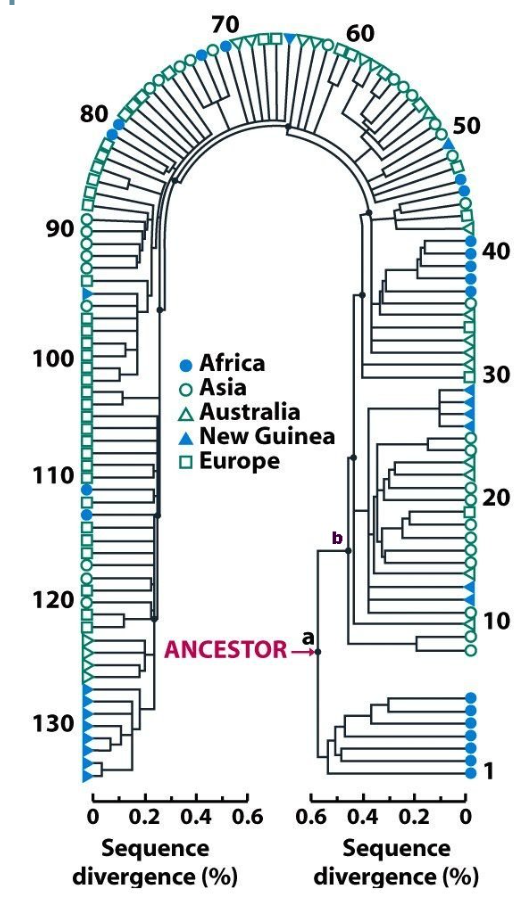 70
60
80
50
90
40
100
Africa
Asia
Australia
New Guinea
Europe
30
110
20
b
120
10
a
ANCESTOR
130
1
0 0.2 0.4 0.6
0.6 0.4 0.2 0
Sequence
divergence (%)
Sequence
divergence (%)